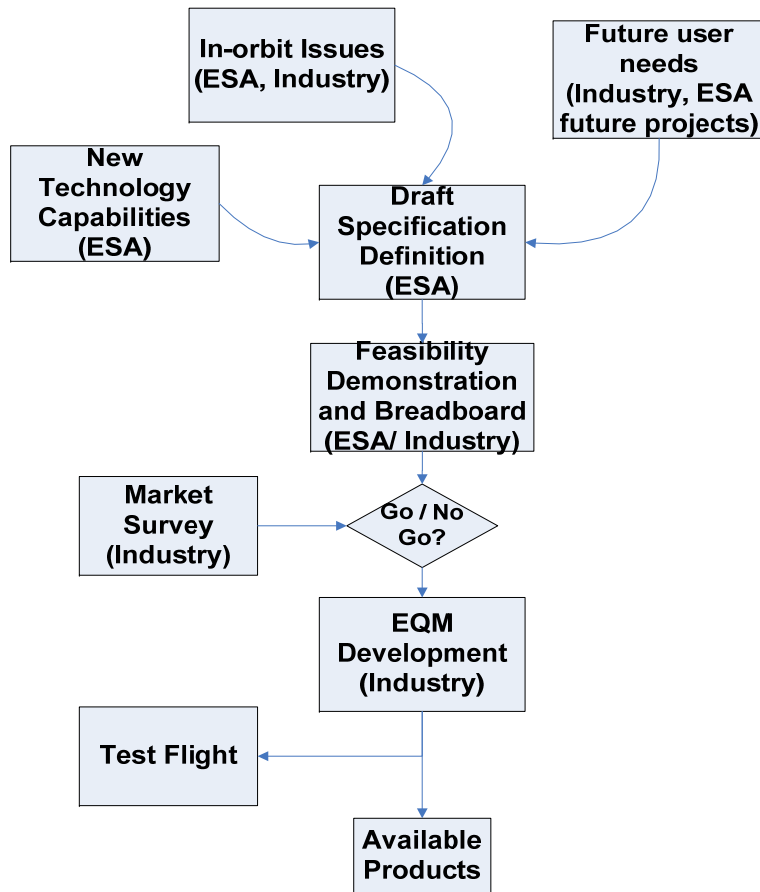 In-orbit Issues
(ESA, Industry)
Future user
needs
(Industry, ESA
future projects)
New
Technology
Capabilities
(ESA)
Draft
Specification
Definition
(ESA)
Feasibility
Demonstration
and Breadboard
(ESA/ Industry)
Market
Survey
(Industry)
Go / No
Go?
EQM
Development
(Industry)
Test Flight
Available
Products